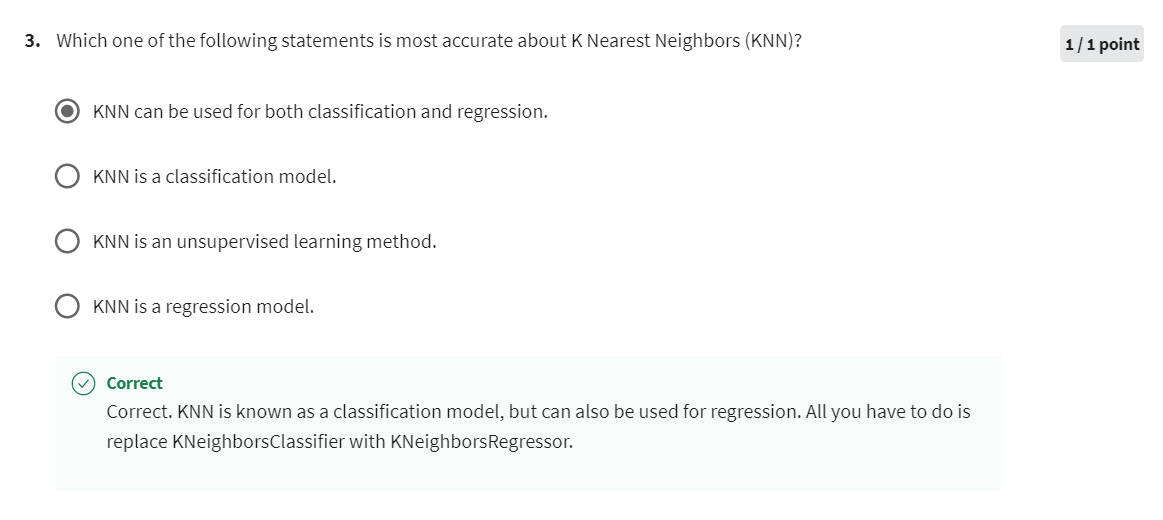 3. Which one of the following statements is most accurate about K Nearest Neighbors (KNN)?
1 / 1 point
KNN can be used for both classification and regression.
KNN is a classification model.
KNN is an unsupervised learning method.
KNN is a regression model.
Correct
Correct. KNN is known as a classification model, but can also be used for regression. All you have to do is
replace KNeighborsClassifier with KNeighborsRegressor.